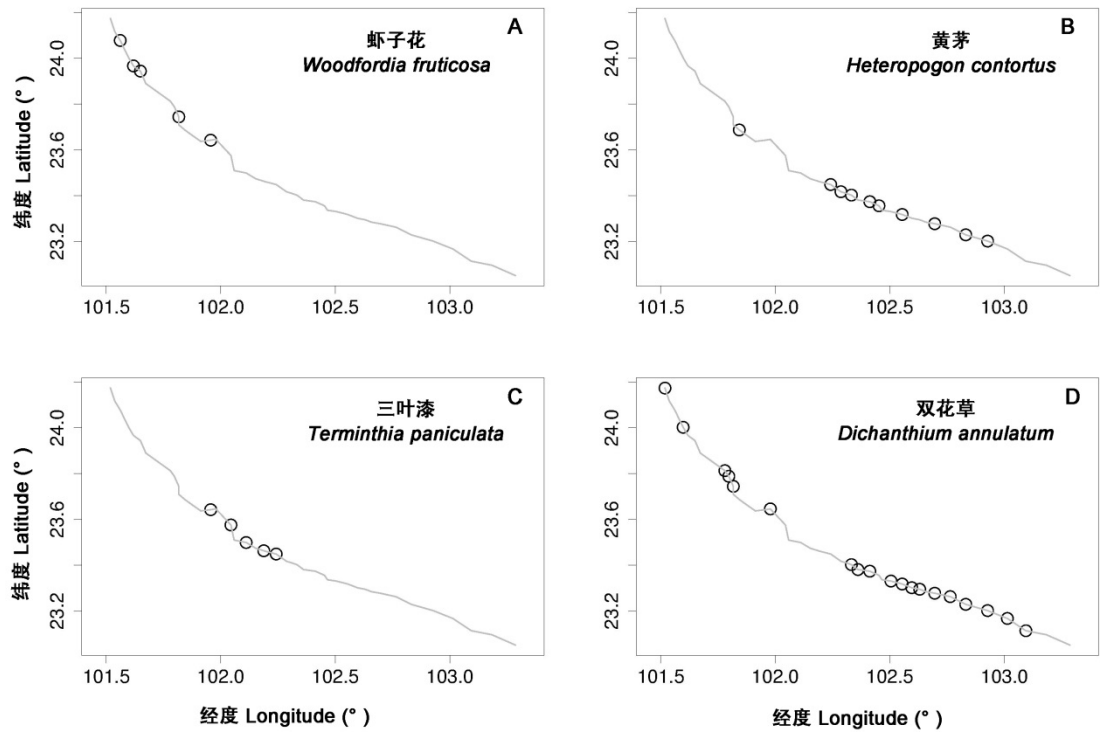 A
虾子花
Woodfordia fruticosa
纬度 Latitude (° )
24.0
23.6
23.2
101.5 102.0 102.5 103.0
B
黄茅
Heteropogon contortus
24.0
23.6
23.2
101.5 102.0 102.5 103.0
C
三叶漆
Terminthia paniculata
纬度 Latitude (° )
24.0
23.6
23.2
101.5 102.0 102.5 103.0
经度 Longitude (° )
D
双花草
Dichanthium annulatum
24.0
23.6
23.2
101.5 102.0 102.5 103.0
经度 Longitude (° )